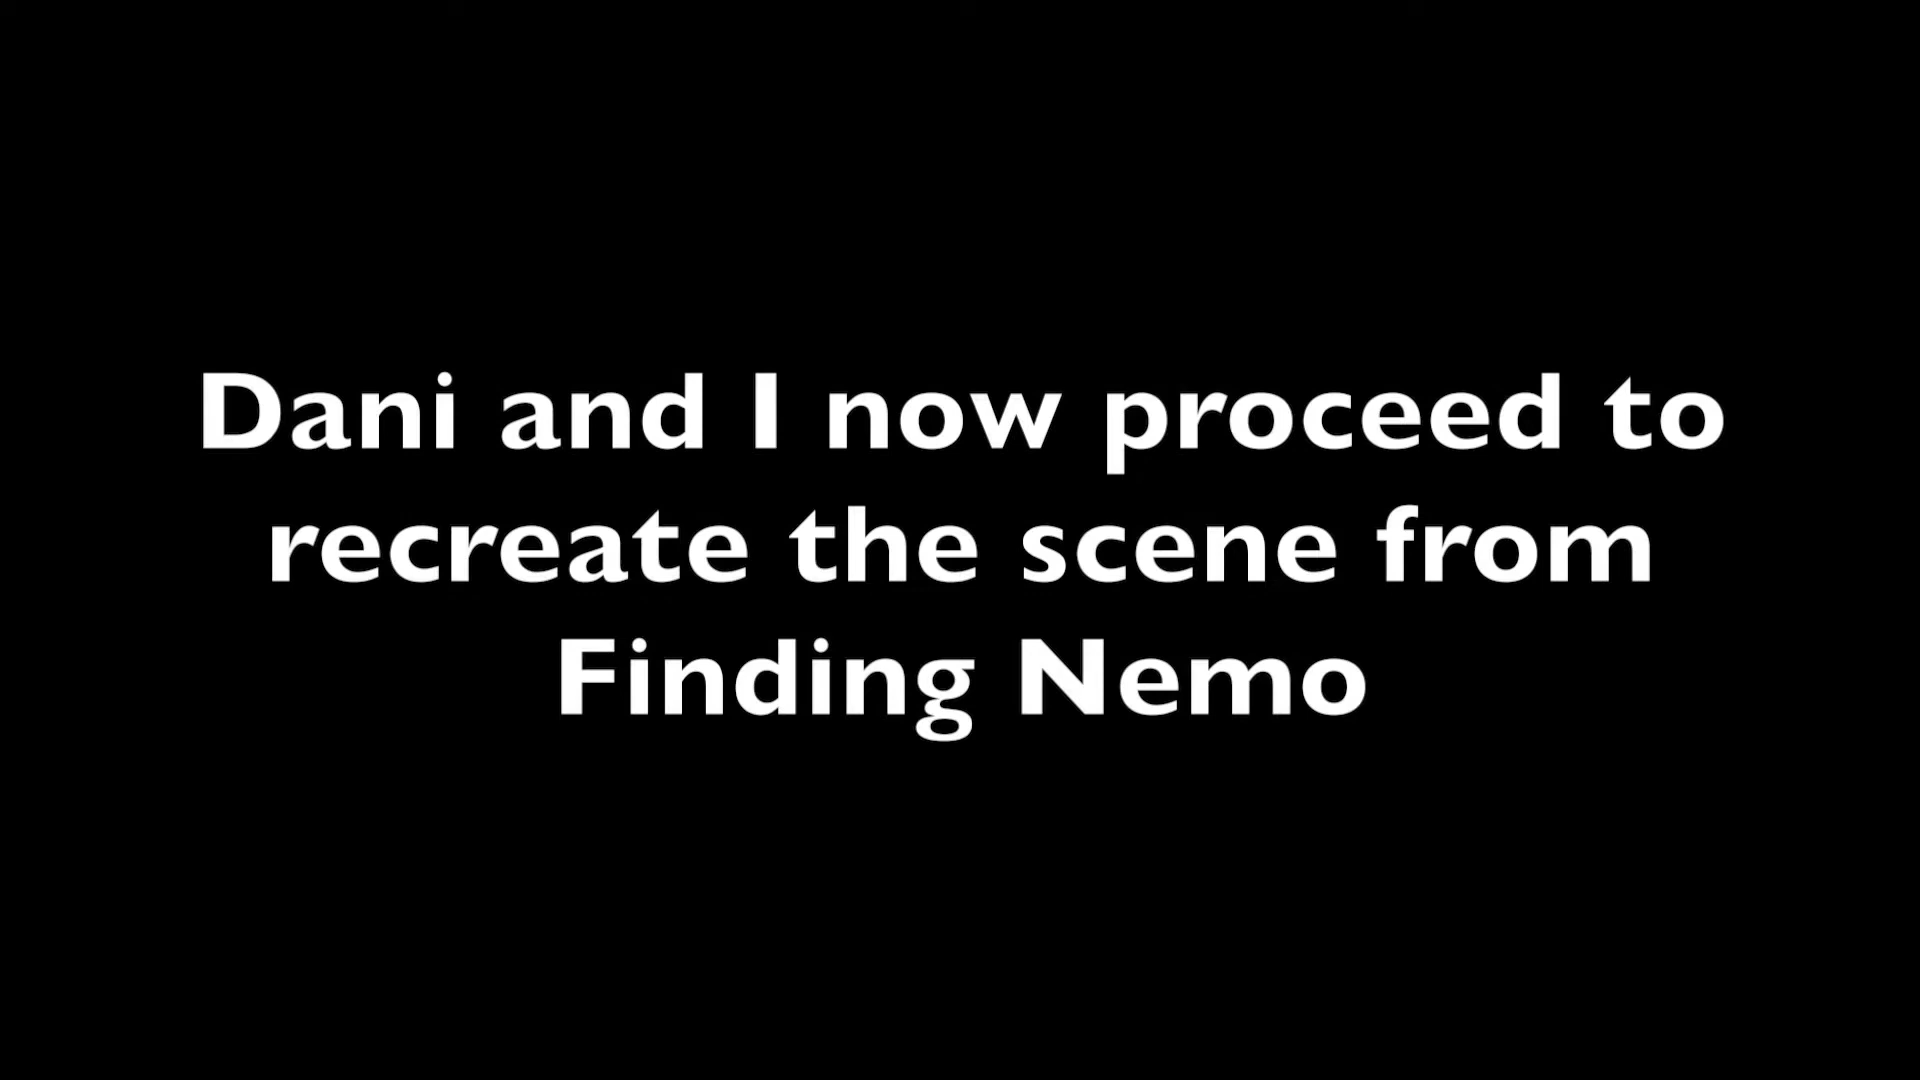 Dani and I now proceed to
recreate the scene from
Finding Nemo